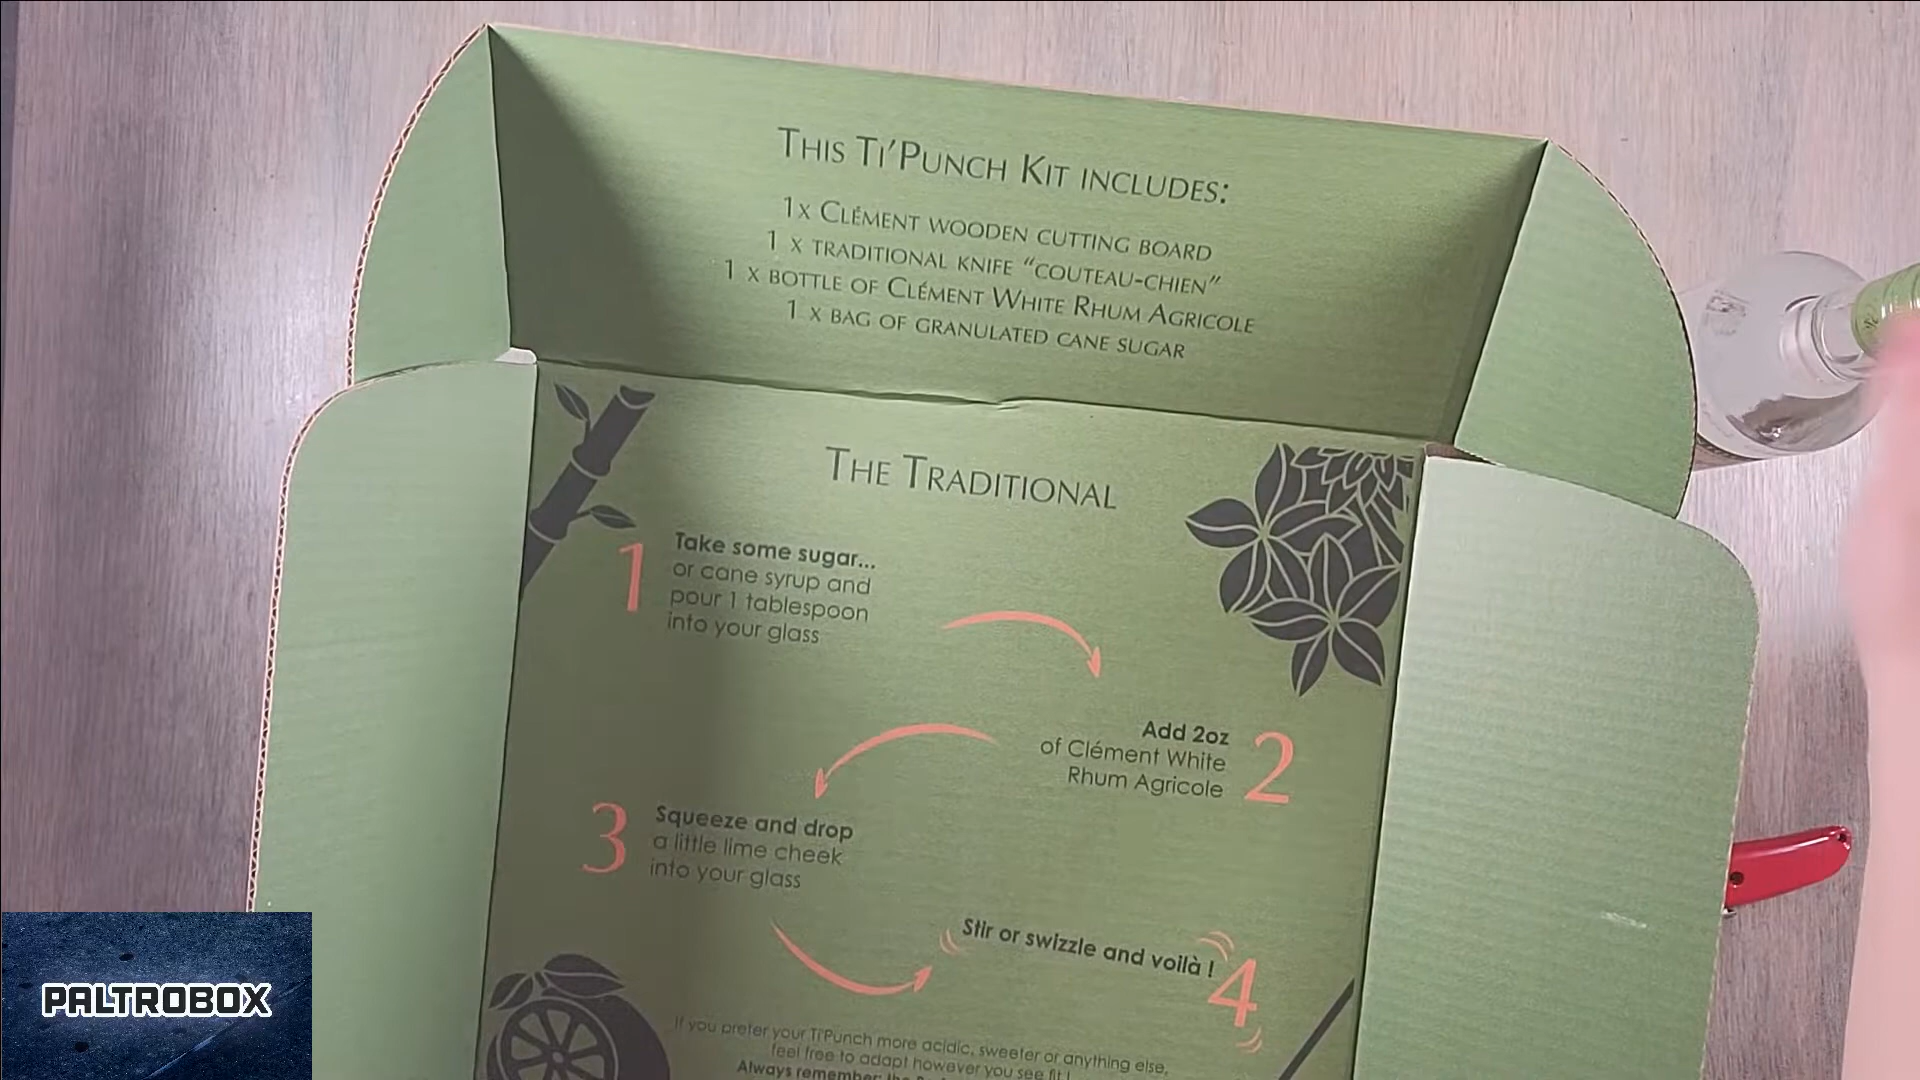 THIS TI'PUNCH KIT INCLUDES:
1X CLÉMENT WOODEN CUTTING BOARD
1 X TRADITIONAL KNIFE "COUTEAU-CHIEN"
1 X BOTTLE OF CLÉMENT WHITE RHUM AGRICOLE
1 X BAG OF GRANULATED CANE SUGAR
THE TRADITIONAL
1
Take some sugar...
or cane syrup and
pour 1 tablespoon
into your glass
Add 2oz
of Clément White
Rhum Agricole
2
3
Squeeze and drop
a little lime cheek
into your glass
Stir or swizzle and voilà !
4
If you prefer your Ti'Punch more acidic, sweeter or anything else,
feel free to adapt however you see fit !
Always remember: the
PALTROBOX